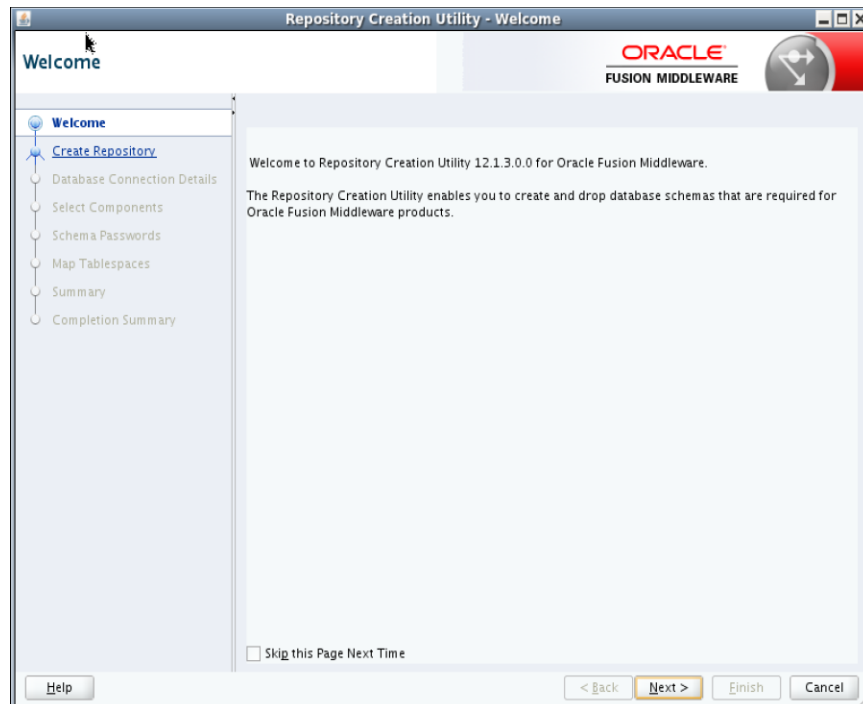 Repository Creation Utility - Welcome
Welcome
ORACLE
FUSION MIDDLEWARE
Welcome
Create Repository
Database Connection Details
Select Components
Schema Passwords
Map Tablespaces
Summary
Completion Summary
Welcome to Repository Creation Utility 12.1.3.0.0 for Oracle Fusion Middleware.
The Repository Creation Utility enables you to create and drop database schemas that are required for
Oracle Fusion Middleware products.
Skip this Page Next Time
Help
< Back
Next >
Finish
Cancel